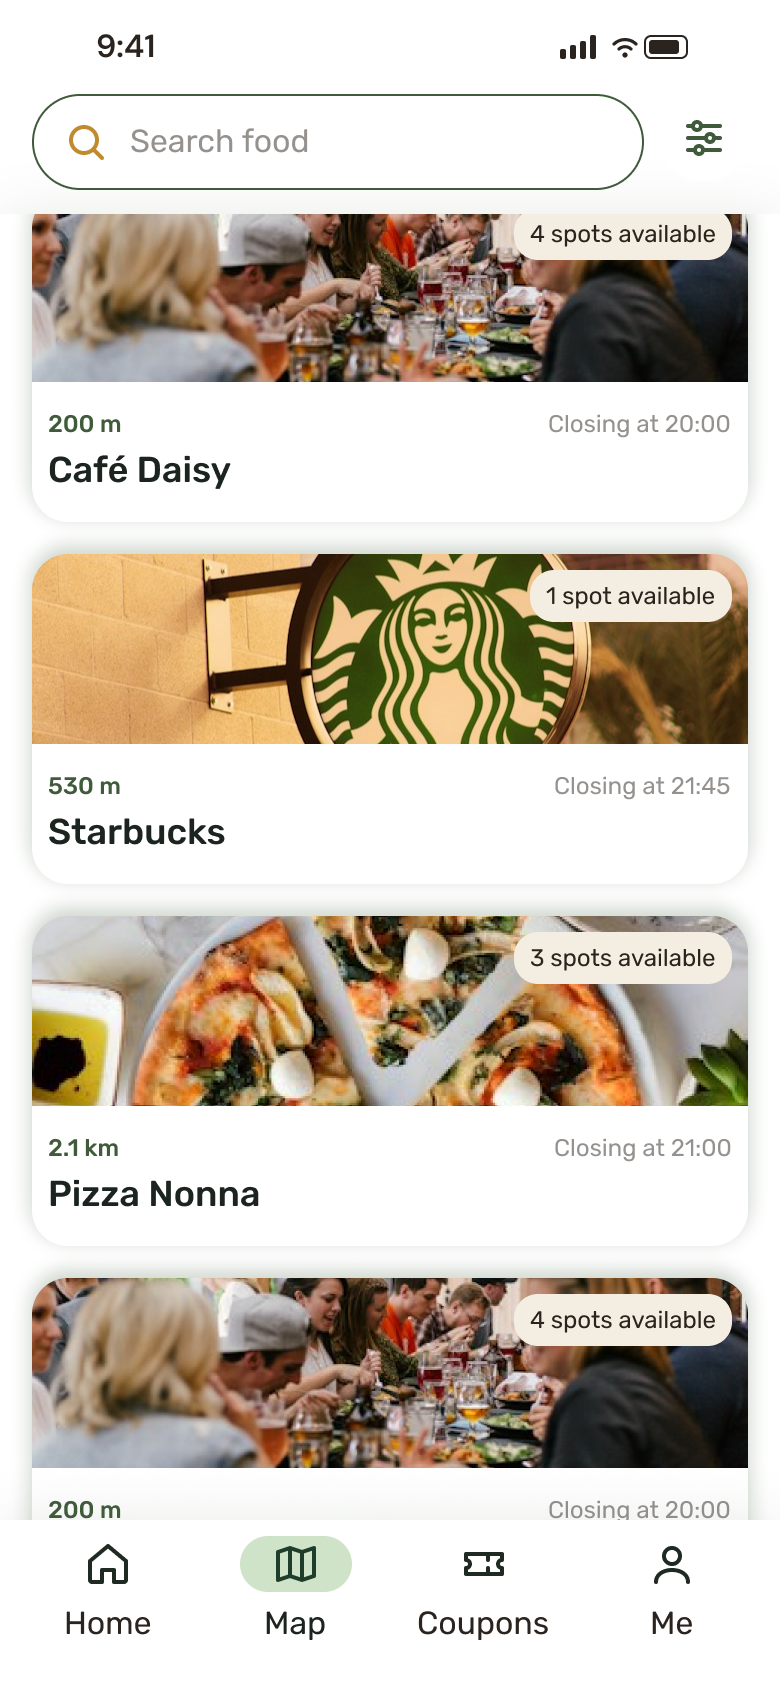 9:41
Search food
4 spots available
200 m
Closing at 20:00
Café Daisy
1 spot available
530 m
Closing at 21:45
Starbucks
3 spots available
2.1 km
Closing at 21:00
Pizza Nonna
4 spots available
200 m
Closing at 20:00
Home
Map
Coupons
Me